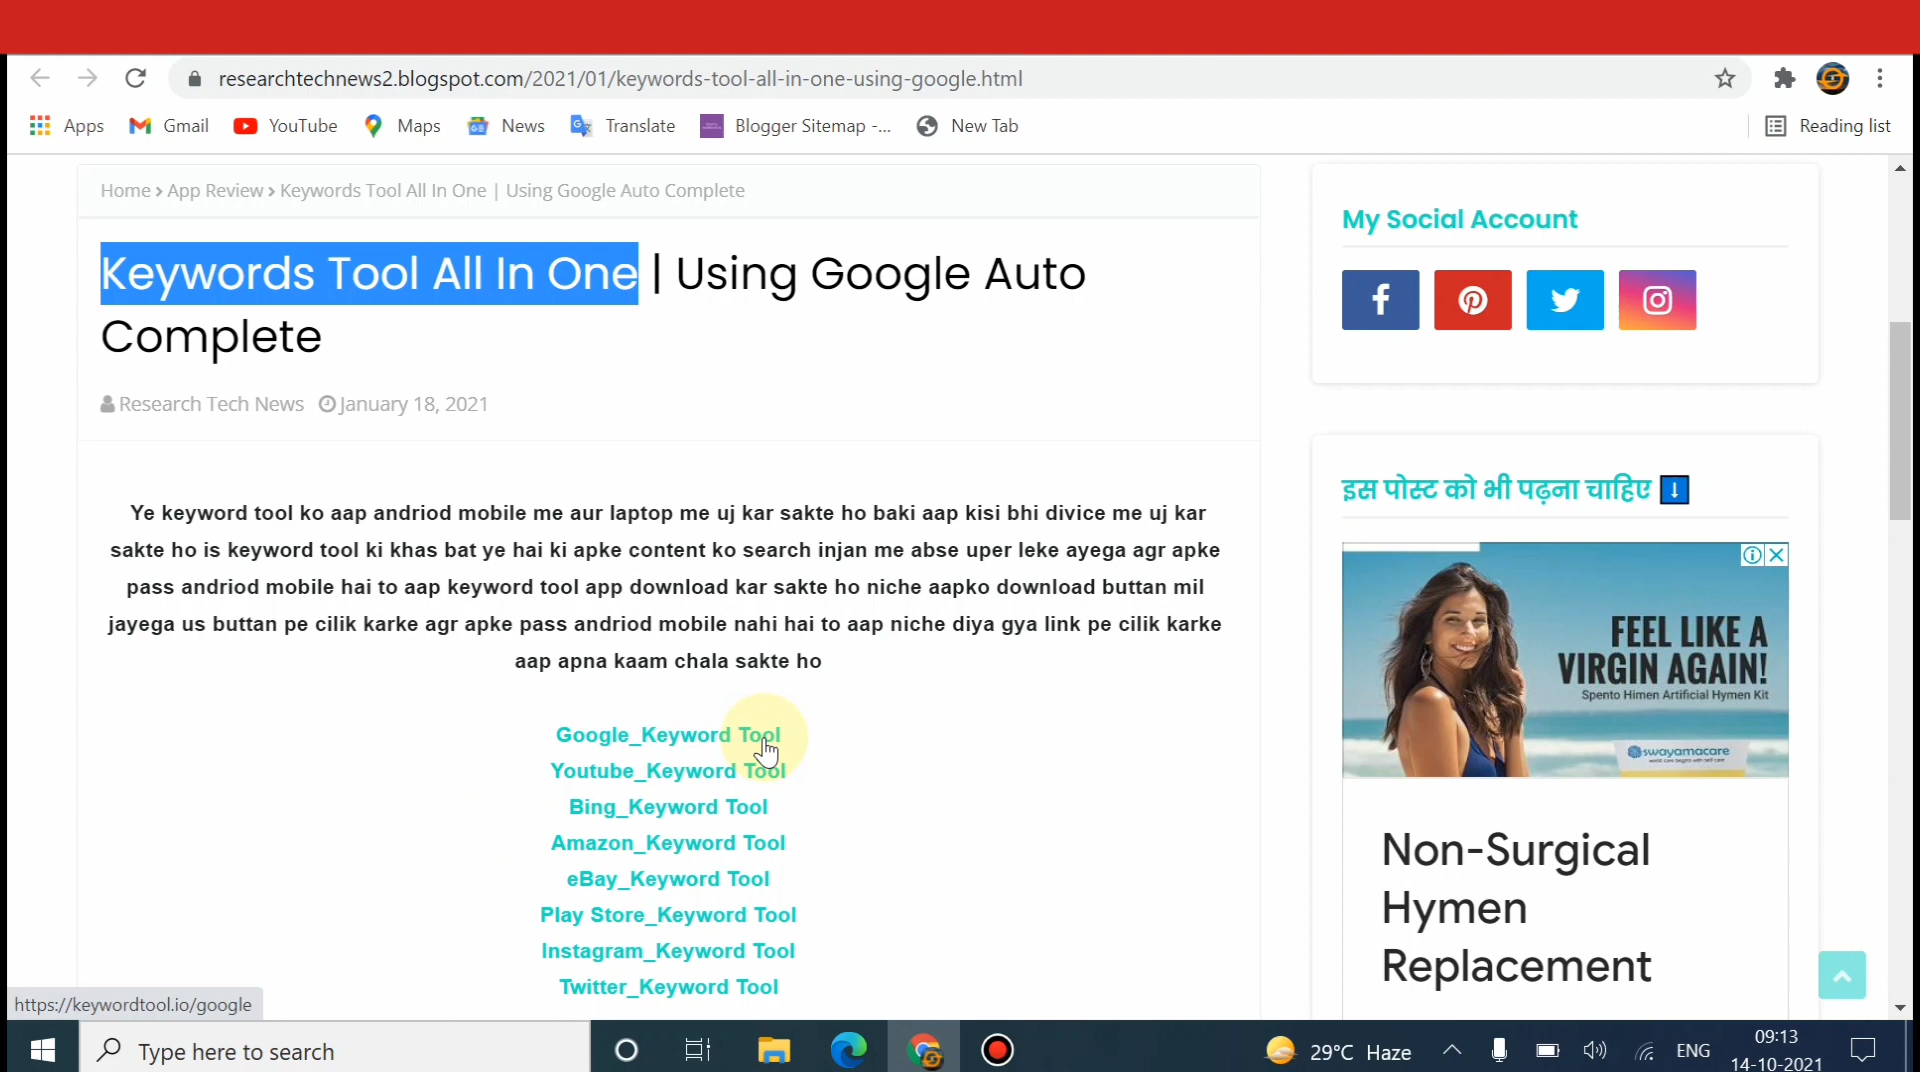 researchtechnews2.blogspot.com/2021/01/keywords-tool-all-in-one-using-google.html
Apps Gmail YouTube Maps News Translate Blogger Sitemap -... New Tab Reading list
Home › App Review › Keywords Tool All In One | Using Google Auto Complete
Keywords Tool All In One | Using Google Auto
Complete
Research Tech News January 18, 2021
Ye keyword tool ko aap andriod mobile me aur laptop me uj kar sakte ho baki aap kisi bhi divice me uj kar
sakte ho is keyword tool ki khas bat ye hai ki apke content ko search injan me abse uper leke ayega agr apke
pass andriod mobile hai to aap keyword tool app download kar sakte ho niche aapko download buttan mil
jayega us buttan pe cilik karke agr apke pass andriod mobile nahi hai to aap niche diya gya link pe cilik karke
aap apna kaam chala sakte ho
Google_Keyword Tool
Youtube_Keyword Tool
Bing_Keyword Tool
Amazon_Keyword Tool
eBay_Keyword Tool
Play Store_Keyword Tool
Instagram_Keyword Tool
Twitter_Keyword Tool
My Social Account
इस पोस्ट को भी पढ़ना चाहिए
FEEL LIKE A
VIRGIN AGAIN!
Spento Himen Artificial Hymen Kit
swayamacare
world care begins with self care
Non-Surgical
Hymen
Replacement
https://keywordtool.io/google
Type here to search
29°C Haze
ENG
09:13
14-10-2021